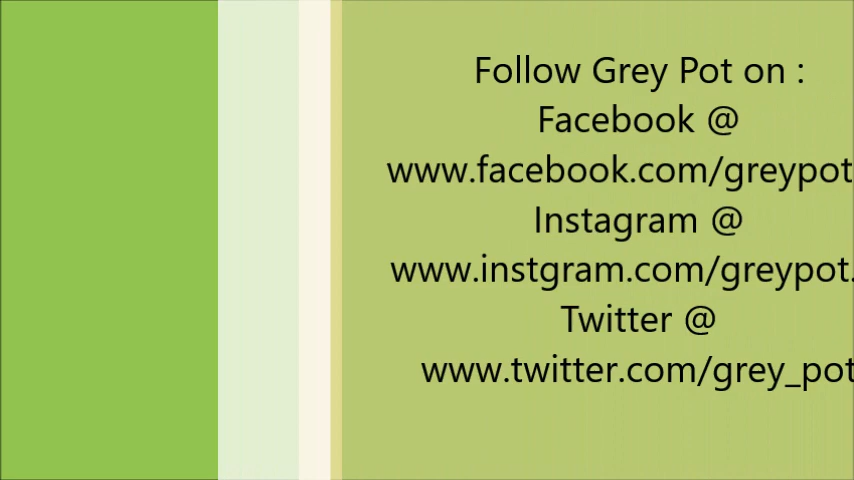 Follow Grey Pot on :
Facebook @
www.facebook.com/greypot
Instagram @
www.instgram.com/greypot.
Twitter @
www.twitter.com/grey_pot